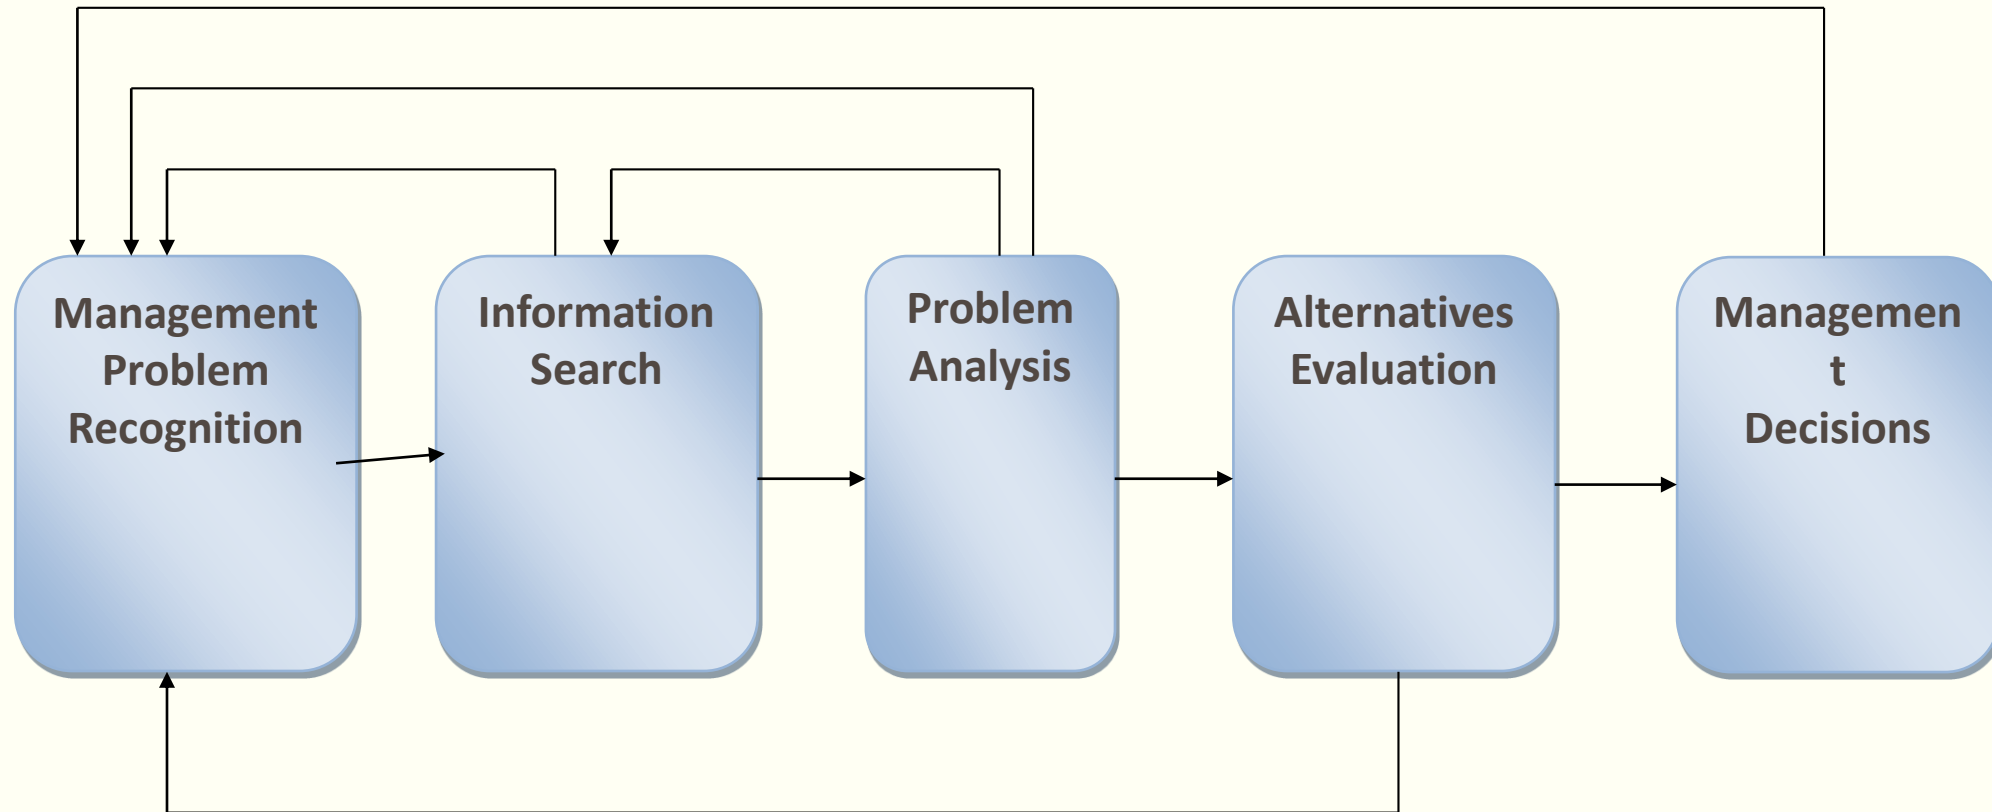 Management
Problem
Recognition
Information
Search
Problem
Analysis
Alternatives
Evaluation
Managemen
t
Decisions